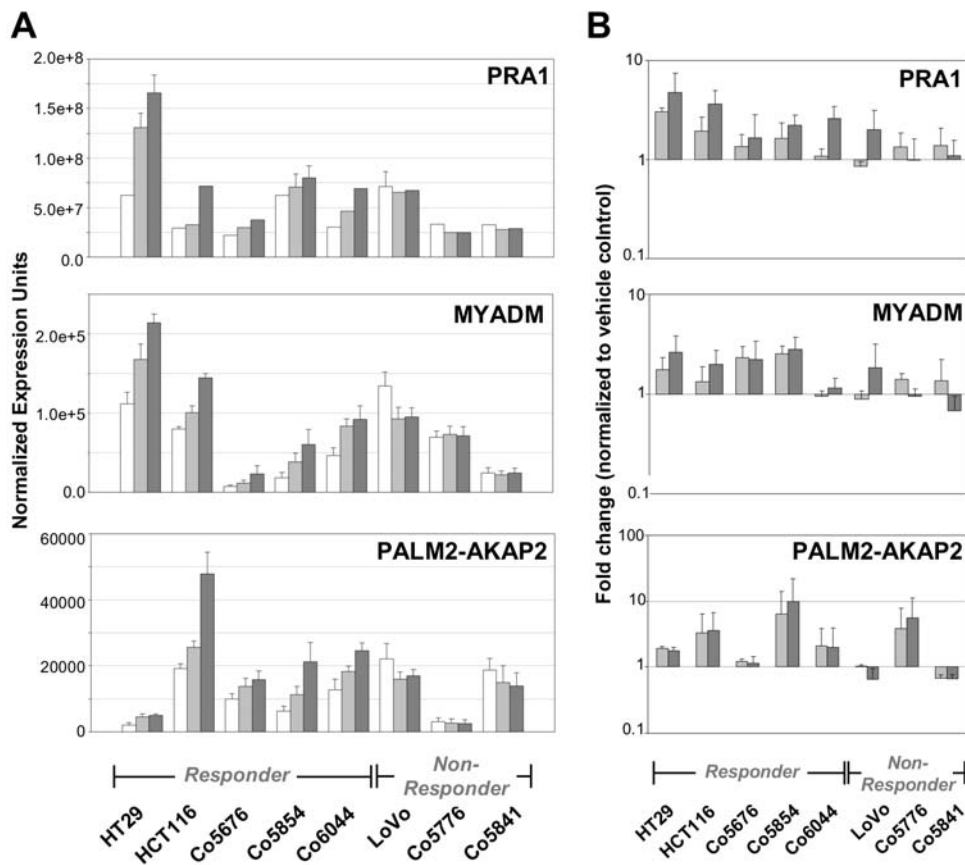 A
B
Normalized Expression Units
PRA1
2.0e+8
1.5e+8
1.0e+8
5.0e+7
0.0
MYADM
2.0e+5
1.0e+5
0.0
PALM2-AKAP2
60000
40000
20000
0
Responder
Non-
Responder
HT29
HCT116
Co5676
Co5854
Co6044
LoVo
Co5776
Co5841
Fold change (normalized to vehicle cointrol)
PRA1
10
1
0.1
MYADM
10
1
0.1
PALM2-AKAP2
100
10
1
0.1
Responder
Non-
Responder
HT29
HCT116
Co5676
Co5854
Co6044
LoVo
Co5776
Co5841